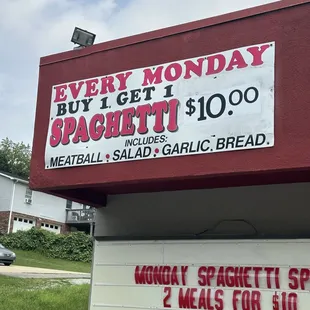 EVERY MONDAY
BUY 1 GET 1
SPAGHETTI $10.00
INCLUDES:
MEATBALL • SALAD • GARLIC. BREAD.
MONDAY SPAGHETTI SP
2 MEALS FOR $10